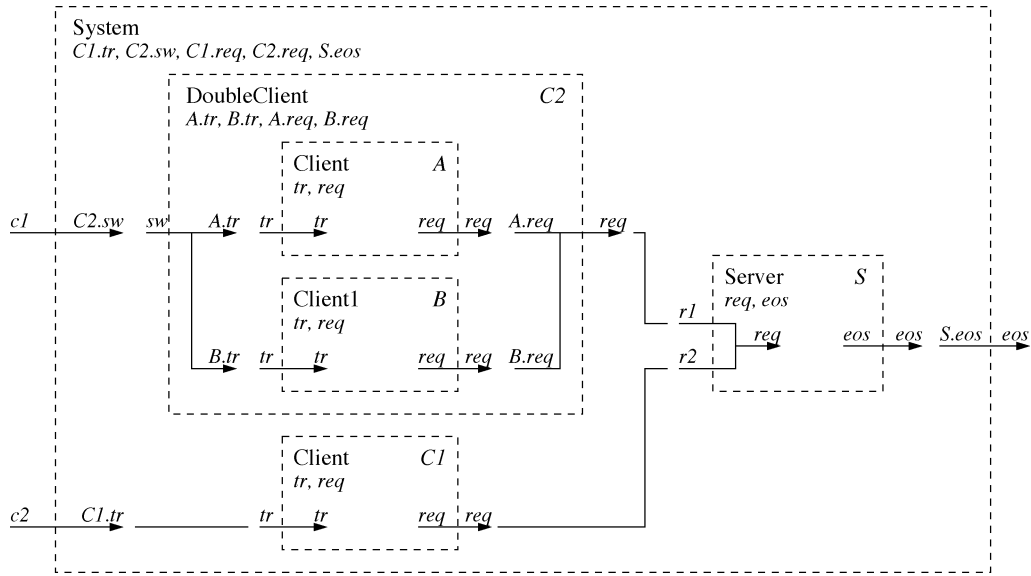 System
C1.tr, C2.sw, C1.req, C2.req, S.eos
DoubleClient C2
A.tr, B.tr, A.req, B.req
Client A
tr, req
c1 C2.sw sw A.tr tr tr req req A.req req
Client1 B
tr, req
B.tr tr tr req req B.req
Server S
req, eos
r1
req eos eos S.eos eos
r2
Client C1
tr, req
c2 C1.tr tr tr req req